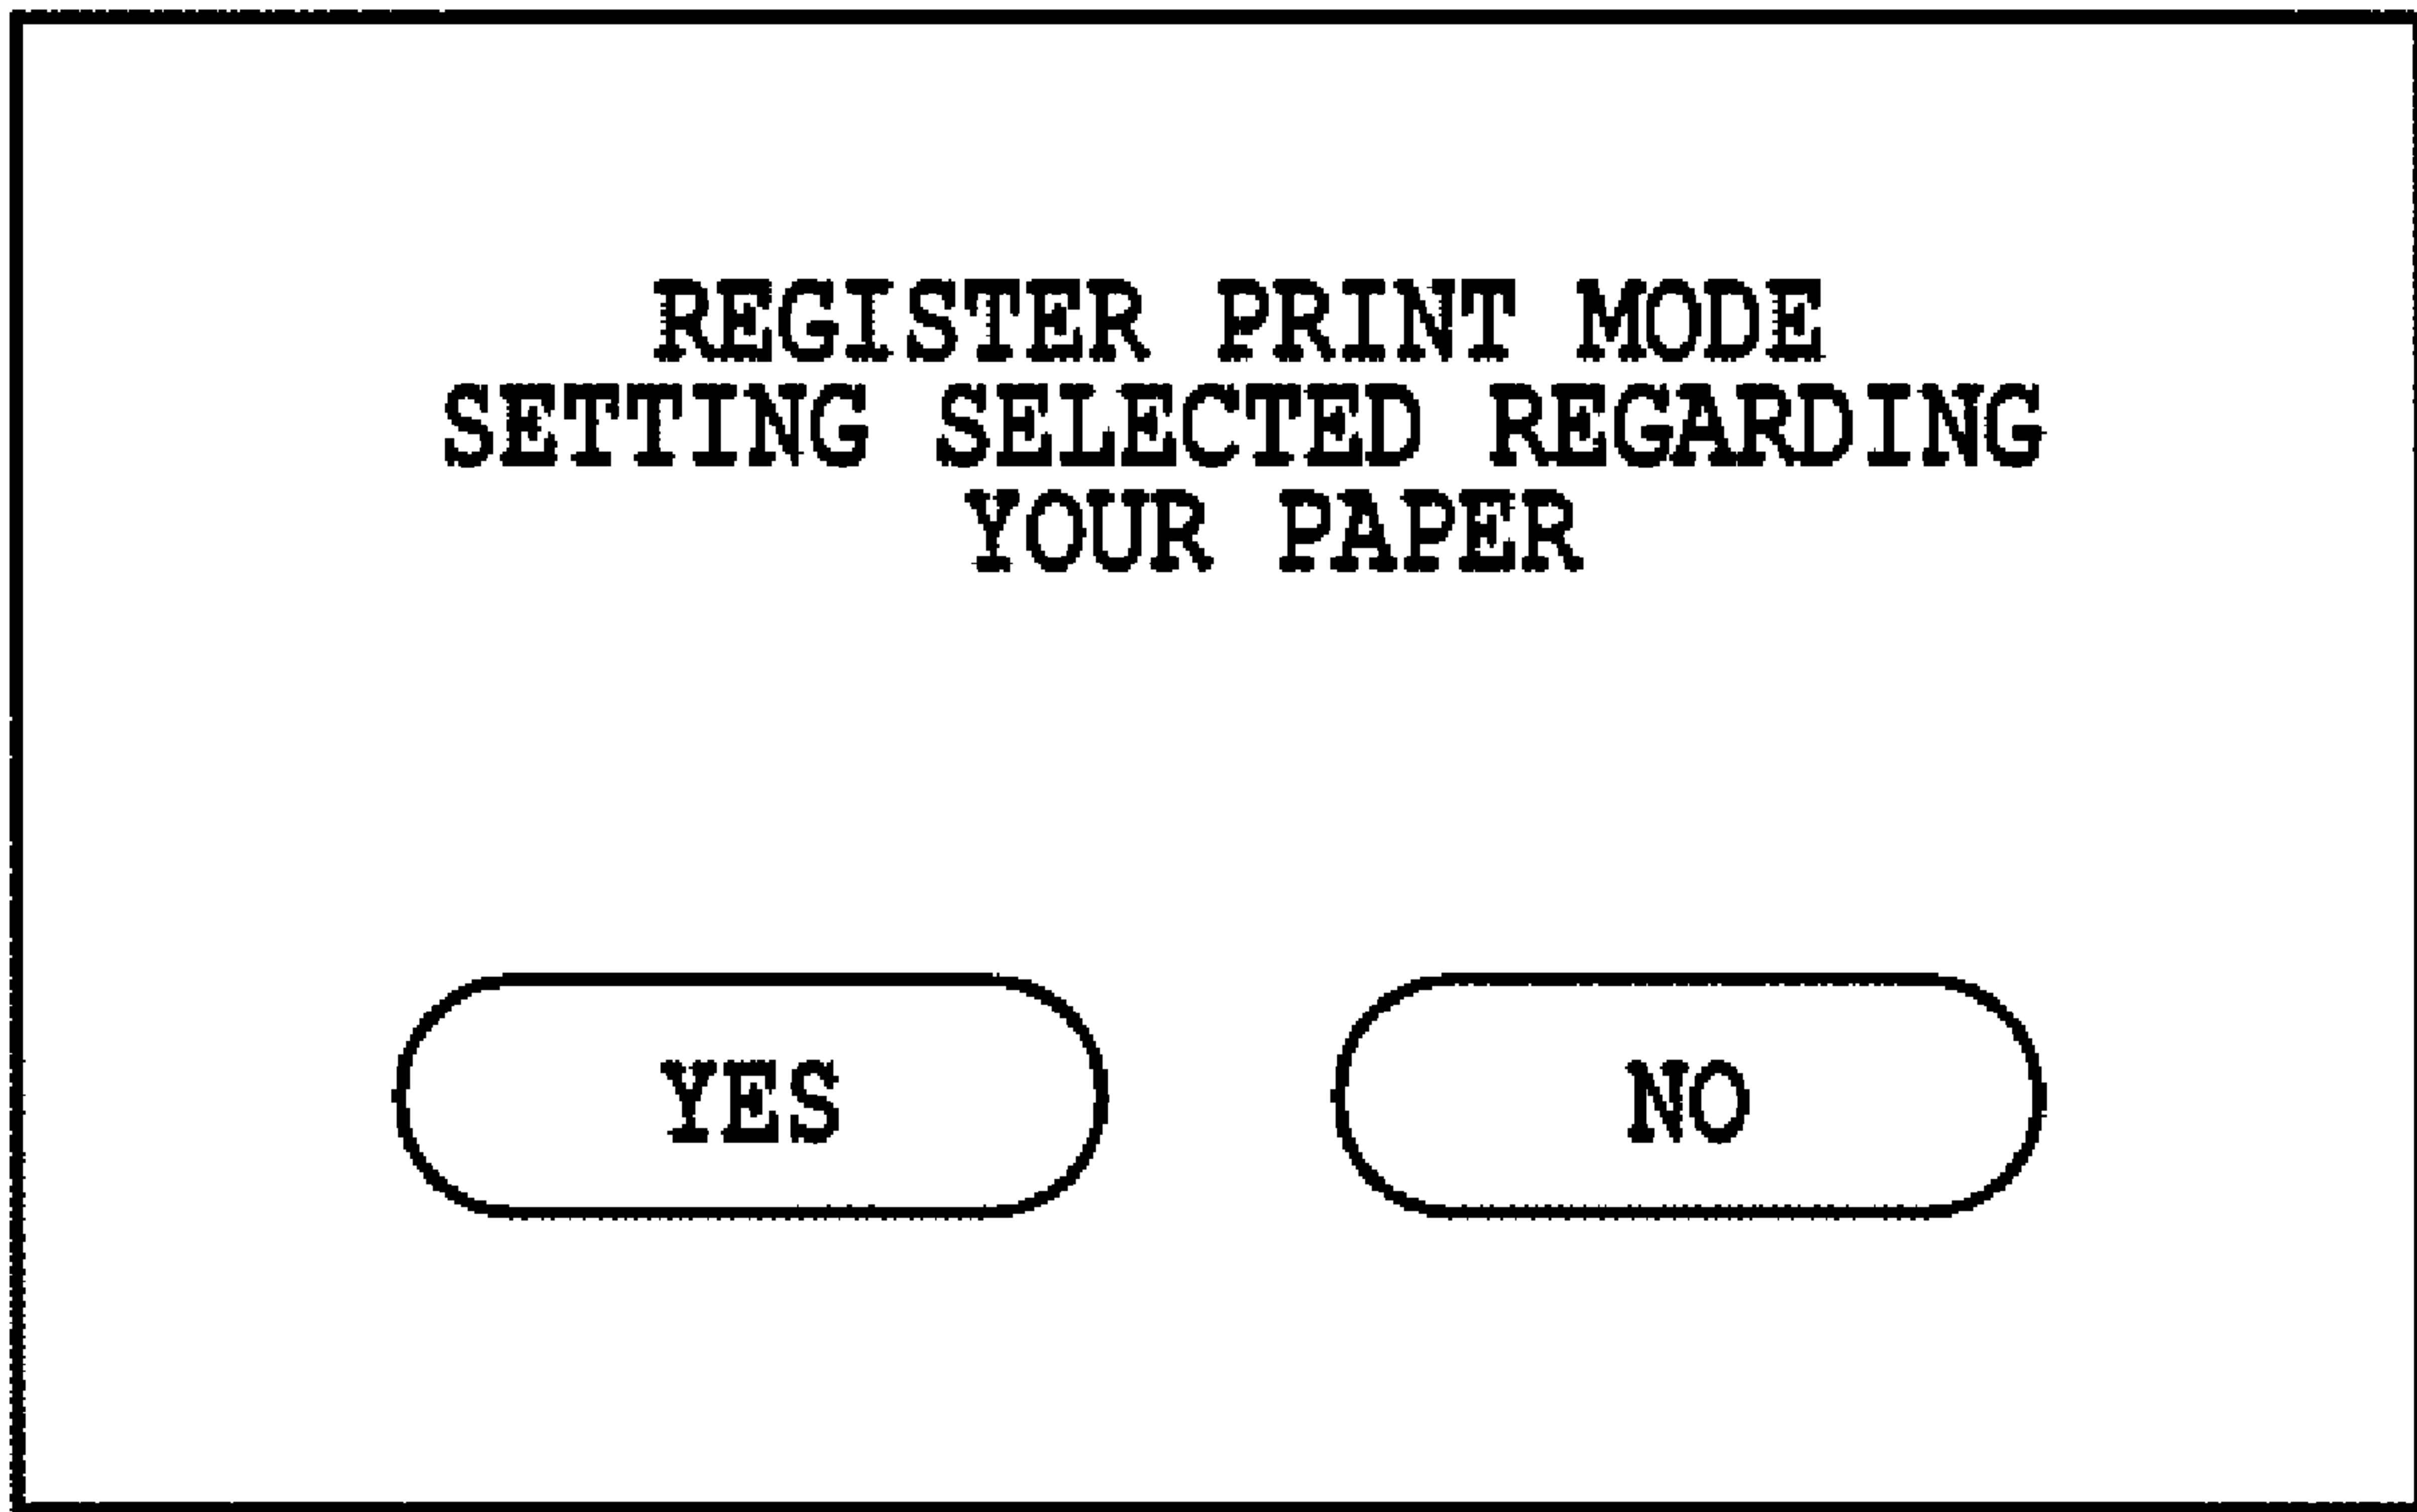 REGISTER PRINT MODE
SETTING SELECTED REGARDING
YOUR PAPER
YES
NO